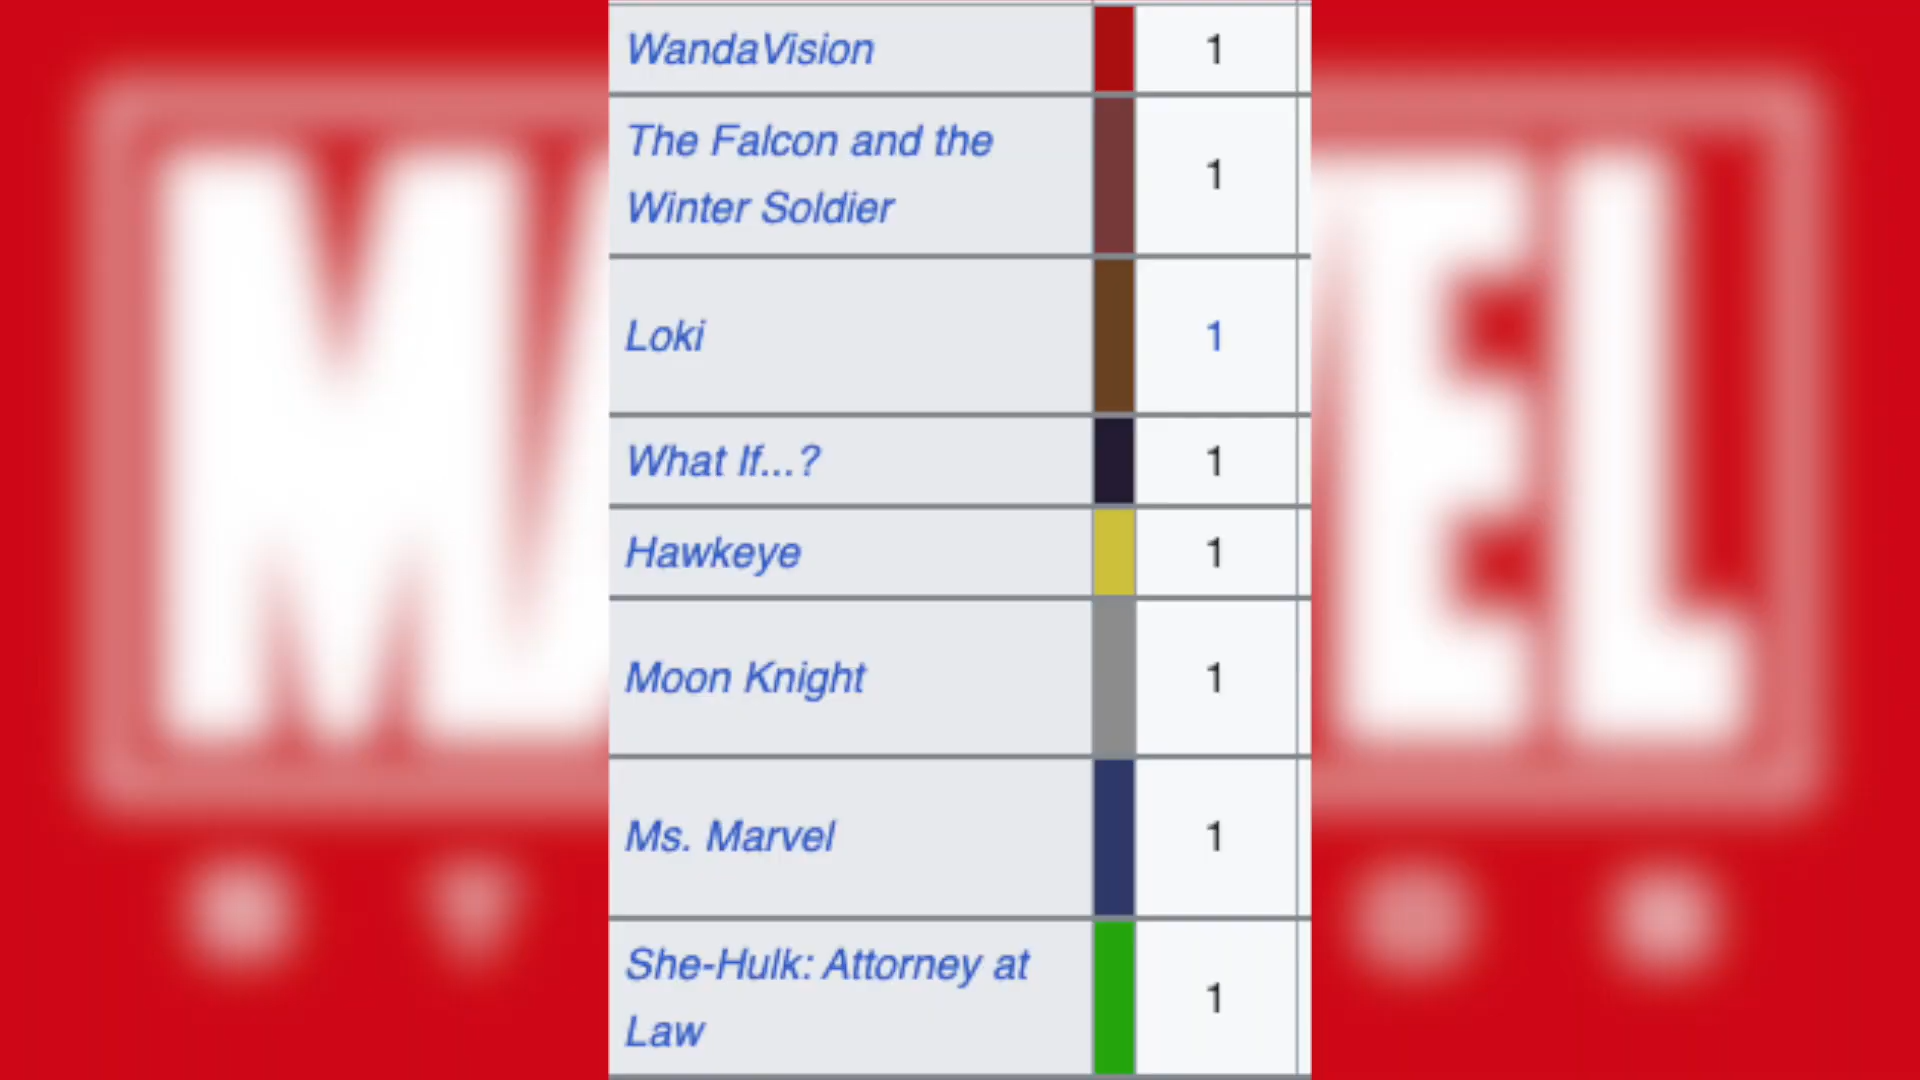 WandaVision 1
The Falcon and the
Winter Soldier 1
Loki 1
What If...? 1
Hawkeye 1
Moon Knight 1
Ms. Marvel 1
She-Hulk: Attorney at
Law 1